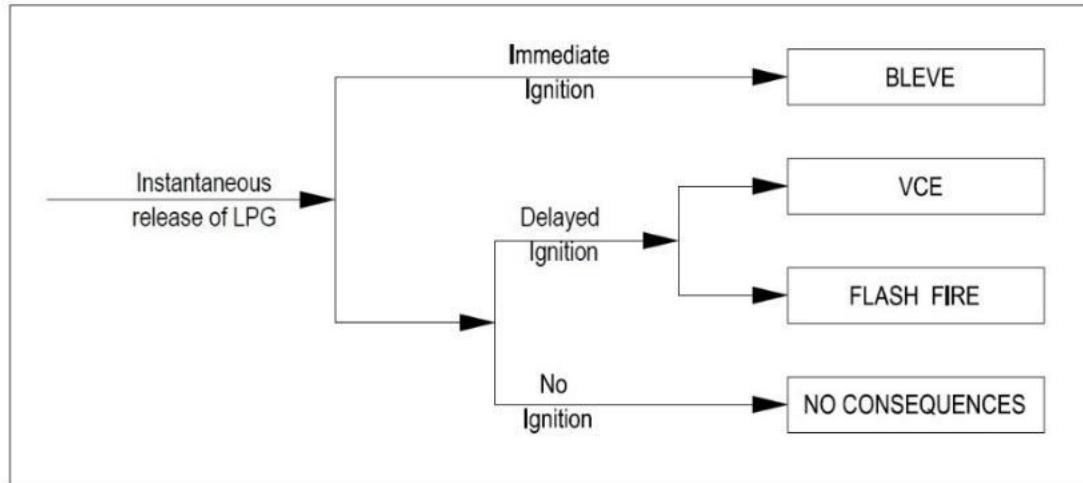 Immediate
Ignition
BLEVE
Instantaneous
release of LPG
VCE
Delayed
Ignition
FLASH FIRE
No
Ignition
NO CONSEQUENCES